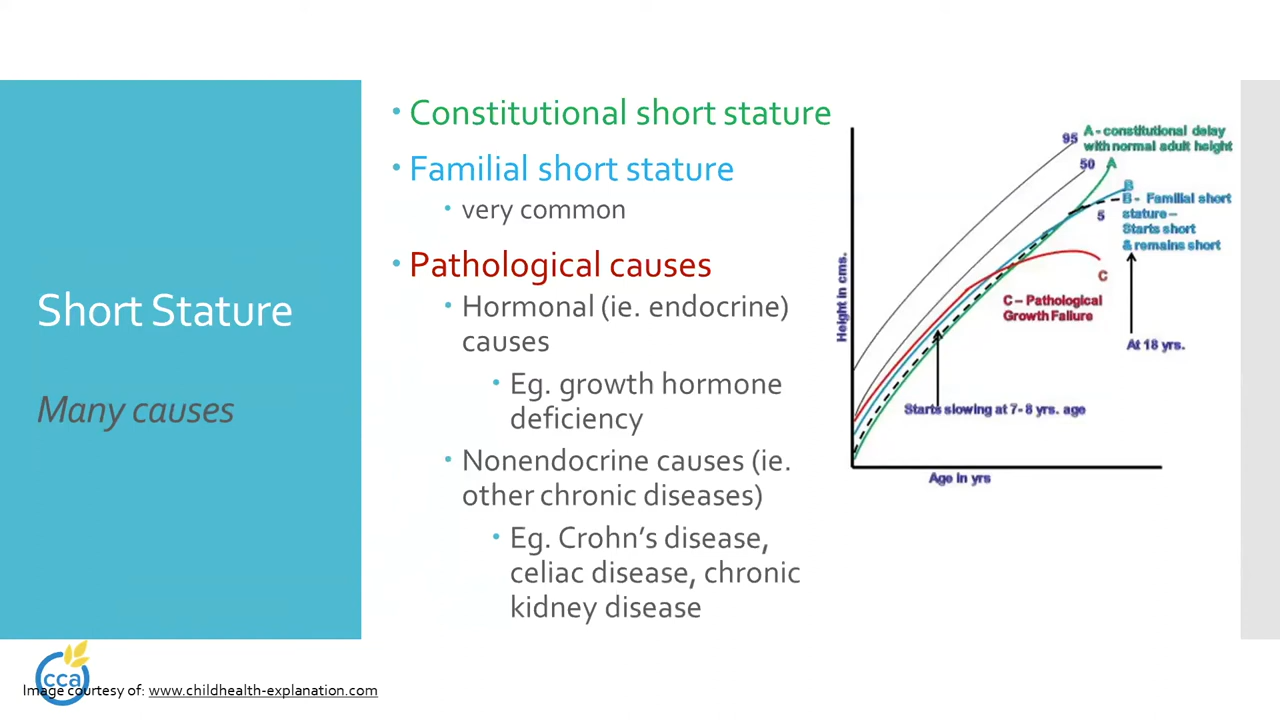 Short Stature
Many causes
• Constitutional short stature
• Familial short stature
• very common
• Pathological causes
• Hormonal (ie. endocrine)
causes
• Eg. growth hormone
deficiency
• Nonendocrine causes (ie.
other chronic diseases)
• Eg. Crohn's disease,
celiac disease, chronic
kidney disease
95
A - constitutional delay
with normal adult height
50
A
B
B - Familial short
stature –
Starts short
& remains short
5
C
C – Pathological
Growth Failure
At 18 yrs.
Starts slowing at 7- 8 yrs. age
Height in cms.
Age in yrs
cca
Image courtesy of: www.childhealth-explanation.com